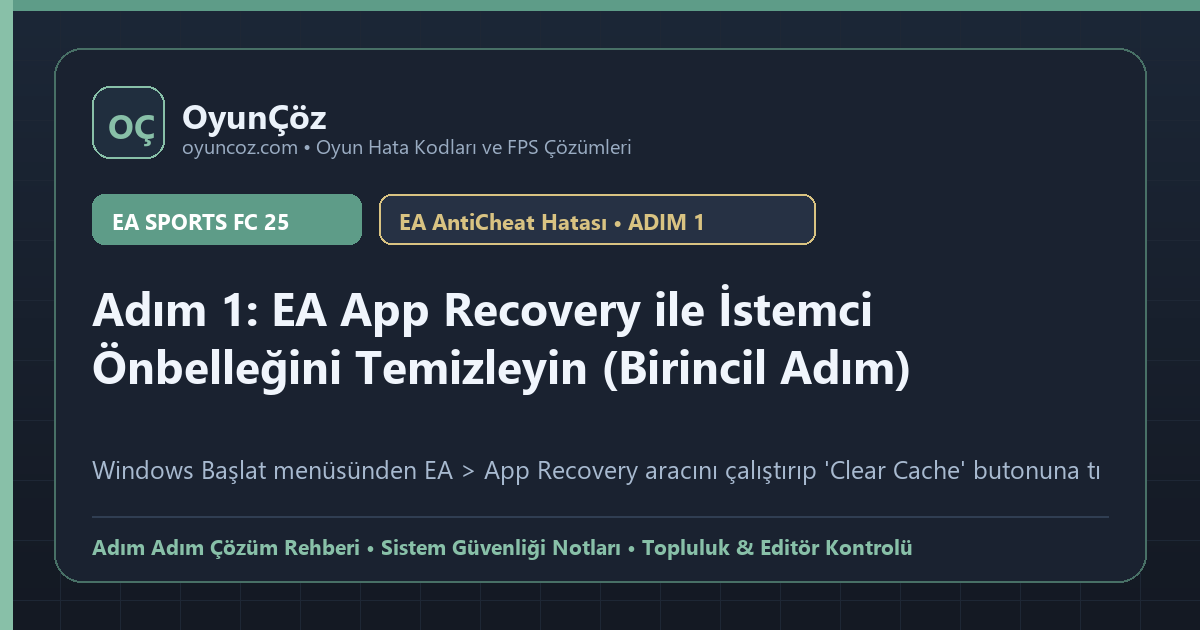 OÇ
OyunÇöz
oyuncoz.com • Oyun Hata Kodları ve FPS Çözümleri
EA SPORTS FC 25
EA AntiCheat Hatası • ADIM 1
Adım 1: EA App Recovery ile İstemci
Önbelleğini Temizleyin (Birincil Adım)
Windows Başlat menüsünden EA > App Recovery aracını çalıştırıp 'Clear Cache' butonuna tı
Adım Adım Çözüm Rehberi • Sistem Güvenliği Notları • Topluluk & Editör Kontrolü